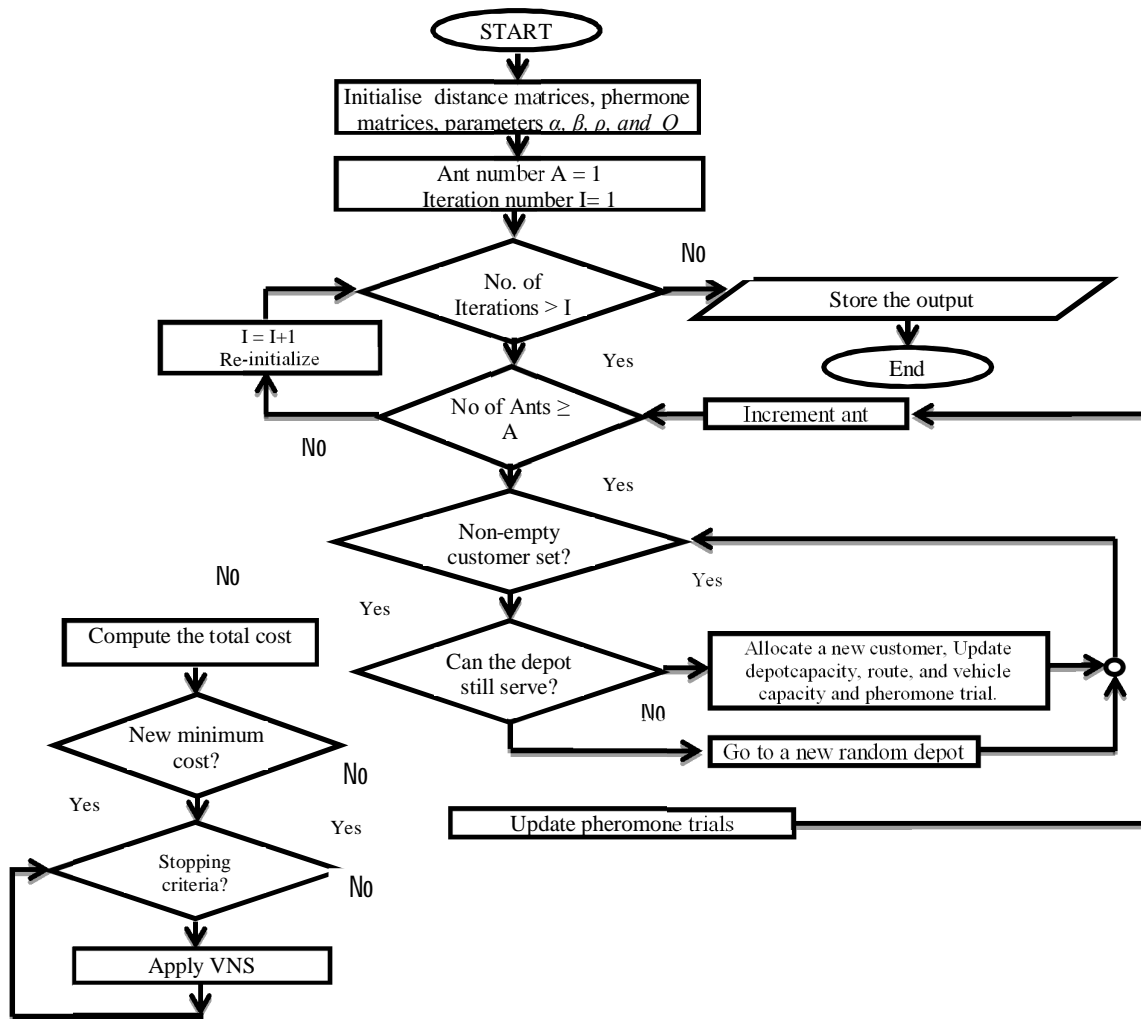 START
Initialise distance matrices, phermone
matrices, parameters α, β, ρ, and Q
Ant number A = 1
Iteration number I= 1
No
No. of
Iterations > I
Store the output
I = I+1
Re-initialize
Yes
End
No of Ants ≥
A
Increment ant
No
Yes
Non-empty
customer set?
No
Yes
Yes
Compute the total cost
Can the depot
still serve?
Allocate a new customer, Update
depotcapacity, route, and vehicle
capacity and pheromone trial.
No
New minimum
cost?
No
Go to a new random depot
Yes
Yes
Update pheromone trials
Stopping
criteria?
No
Apply VNS